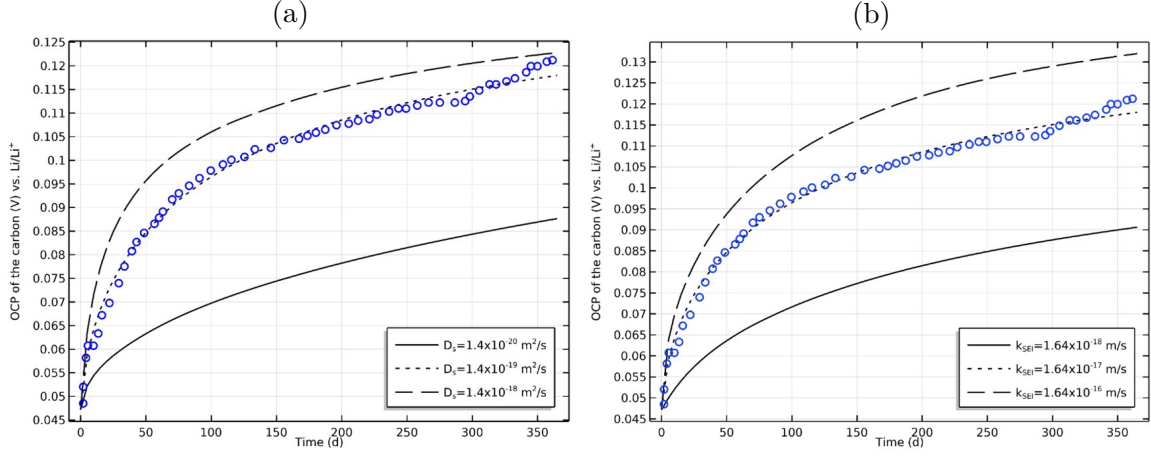 (a)
OCP of the carbon (V) vs. Li/Li⁺
0.125
0.12
0.115
0.11
0.105
0.1
0.095
0.09
0.085
0.08
0.075
0.07
0.065
0.06
0.055
0.05
0.045
0 50 100 150 200 250 300 350
Time (d)
Dₛ=1.4x10⁻²⁰ m²/s
Dₛ=1.4x10⁻¹⁹ m²/s
Dₛ=1.4x10⁻¹⁸ m²/s
(b)
OCP of the carbon (V) vs. Li/Li⁺
0.13
0.125
0.12
0.115
0.11
0.105
0.1
0.095
0.09
0.085
0.08
0.075
0.07
0.065
0.06
0.055
0.05
0.045
0 50 100 150 200 250 300 350
Time (d)
k_SEI=1.64x10⁻¹⁸ m/s
k_SEI=1.64x10⁻¹⁷ m/s
k_SEI=1.64x10⁻¹⁶ m/s